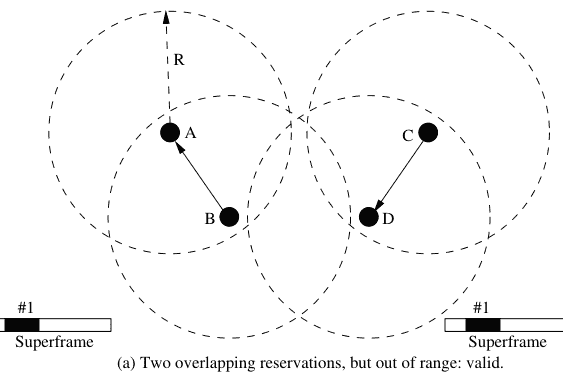 R
A
C
B
D
#1
#1
Superframe
Superframe
(a) Two overlapping reservations, but out of range: valid.